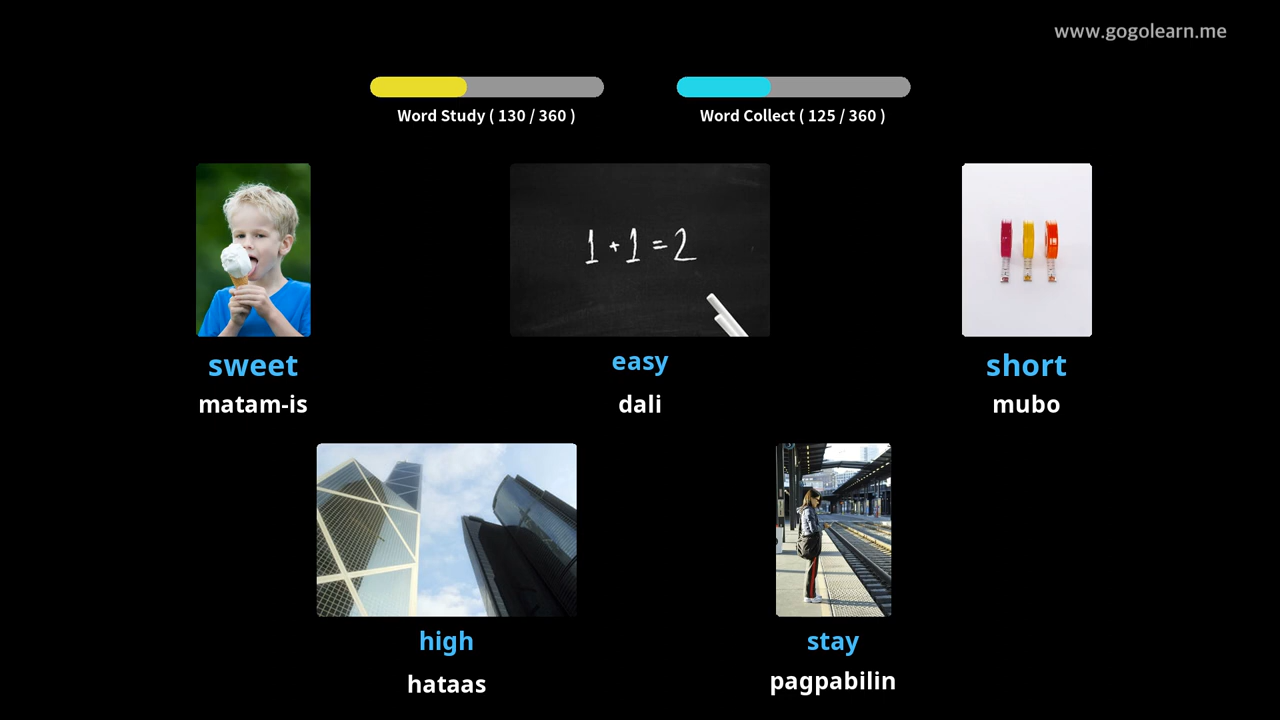 www.gogolearn.me
Word Study ( 130 / 360 )
Word Collect ( 125 / 360 )
1 + 1 = 2
sweet
easy
short
matam-is
dali
mubo
high
stay
hataas
pagpabilin